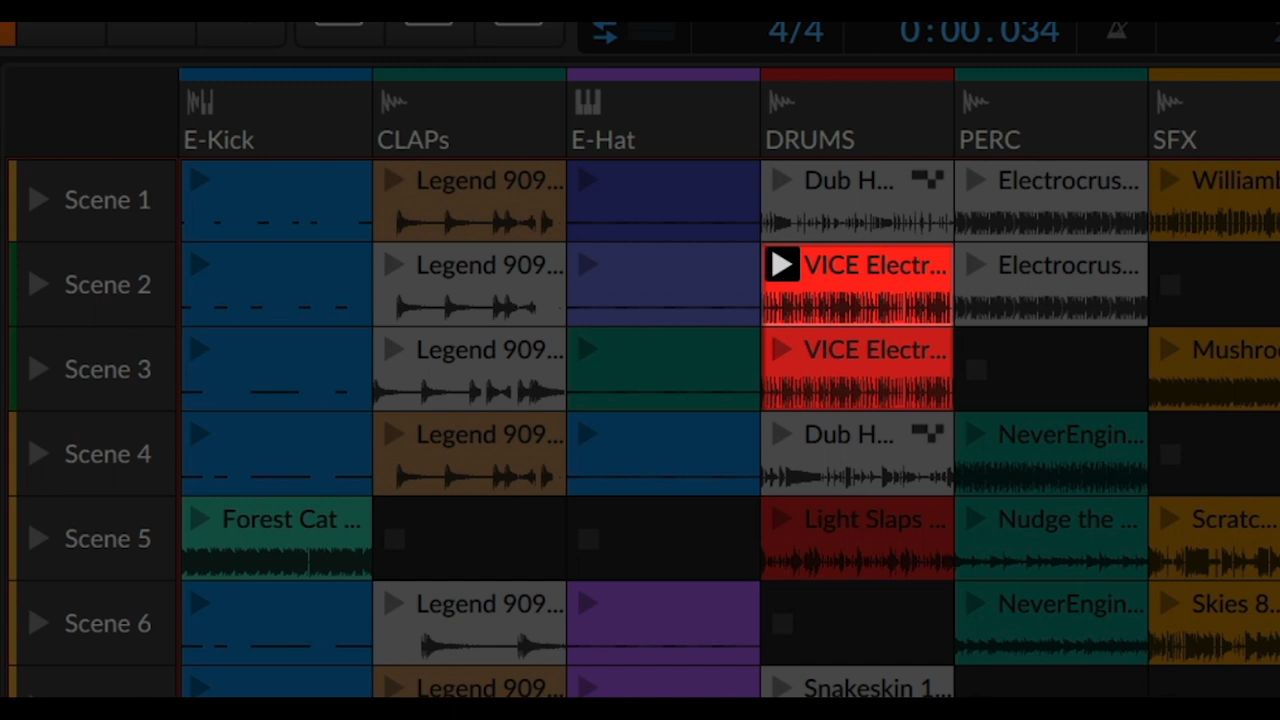 4/4 0:00.034
E-Kick CLAPs E-Hat DRUMS PERC SFX
Scene 1 Legend 909... Dub H... Electrocrus...
Scene 2 Legend 909... VICE Electr... Electrocrus...
Scene 3 Legend 909... VICE Electr...
Scene 4 Legend 909... Dub H... NeverEngin...
Scene 5 Forest Cat ... Light Slaps ... Nudge the ... Scratc...
Scene 6 Legend 909... NeverEngin... Skies 8...
Legend 909... Snakeskin 1...